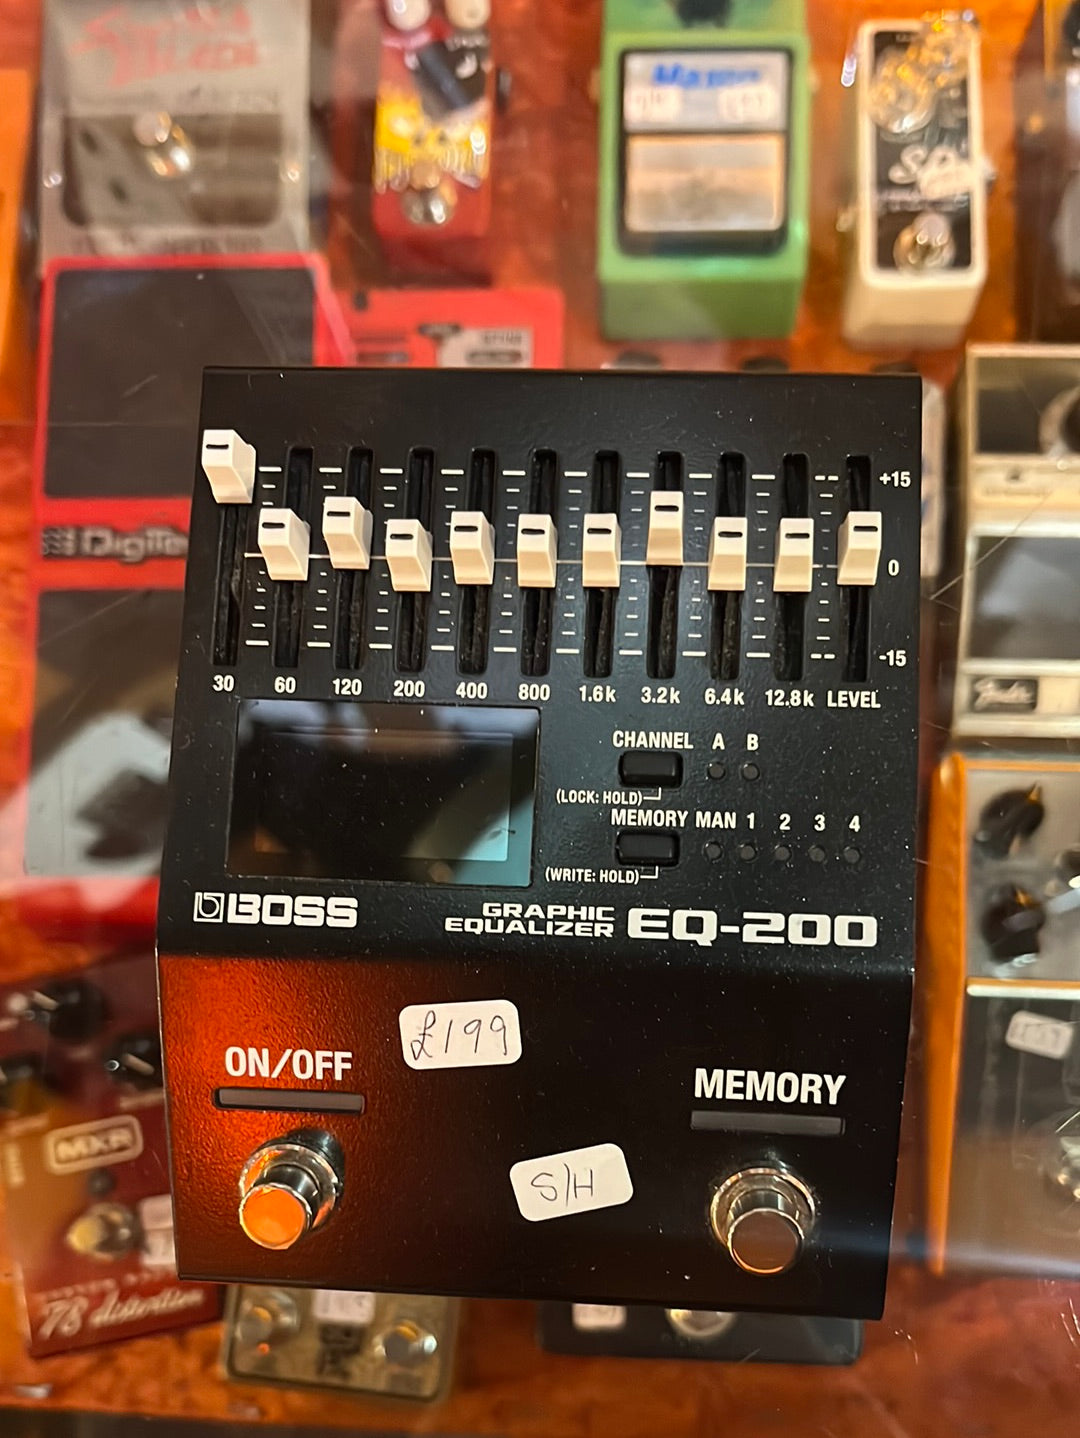 DigiTe
+15
0
-15
30 60 120 200 400 800 1.6k 3.2k 6.4k 12.8k LEVEL
CHANNEL A B
(LOCK: HOLD)
MEMORY MAN 1 2 3 4
(WRITE: HOLD)
BOSS
GRAPHIC
EQUALIZER EQ-200
£199
ON/OFF
MEMORY
S/H
Fender
MXR
78 distortion